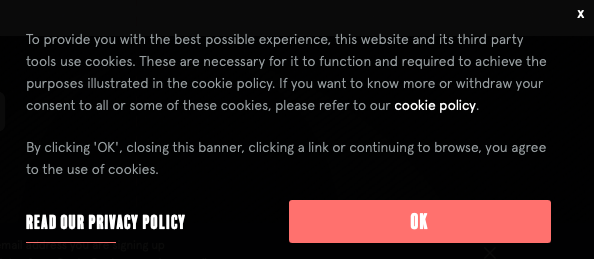 x
To provide you with the best possible experience, this website and its third party
tools use cookies. These are necessary for it to function and required to achieve the
purposes illustrated in the cookie policy. If you want to know more or withdraw your
consent to all or some of these cookies, please refer to our cookie policy.
By clicking 'OK', closing this banner, clicking a link or continuing to browse, you agree
to the use of cookies.
READ OUR PRIVACY POLICY
OK